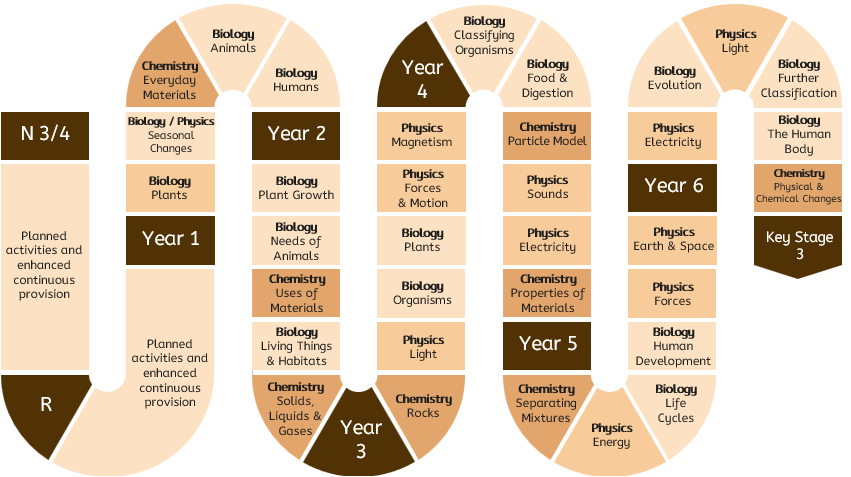 N 3/4
Planned
activities and
enhanced
continuous
provision
R
Planned
activities and
enhanced
continuous
provision
Year 1
Biology
Plants
Biology / Physics
Seasonal
Changes
Chemistry
Everyday
Materials
Biology
Animals
Biology
Humans
Year 2
Biology
Plant Growth
Biology
Needs of
Animals
Chemistry
Uses of
Materials
Biology
Living Things
& Habitats
Chemistry
Solids,
Liquids &
Gases
Year
3
Chemistry
Rocks
Physics
Light
Biology
Organisms
Biology
Plants
Physics
Forces
& Motion
Physics
Magnetism
Year
4
Biology
Classifying
Organisms
Biology
Food &
Digestion
Chemistry
Particle Model
Physics
Sounds
Physics
Electricity
Chemistry
Properties of
Materials
Year 5
Chemistry
Separating
Mixtures
Physics
Energy
Biology
Life
Cycles
Biology
Human
Development
Physics
Forces
Physics
Earth & Space
Year 6
Physics
Electricity
Biology
Evolution
Physics
Light
Biology
Further
Classification
Biology
The Human
Body
Chemistry
Physical &
Chemical Changes
Key Stage
3